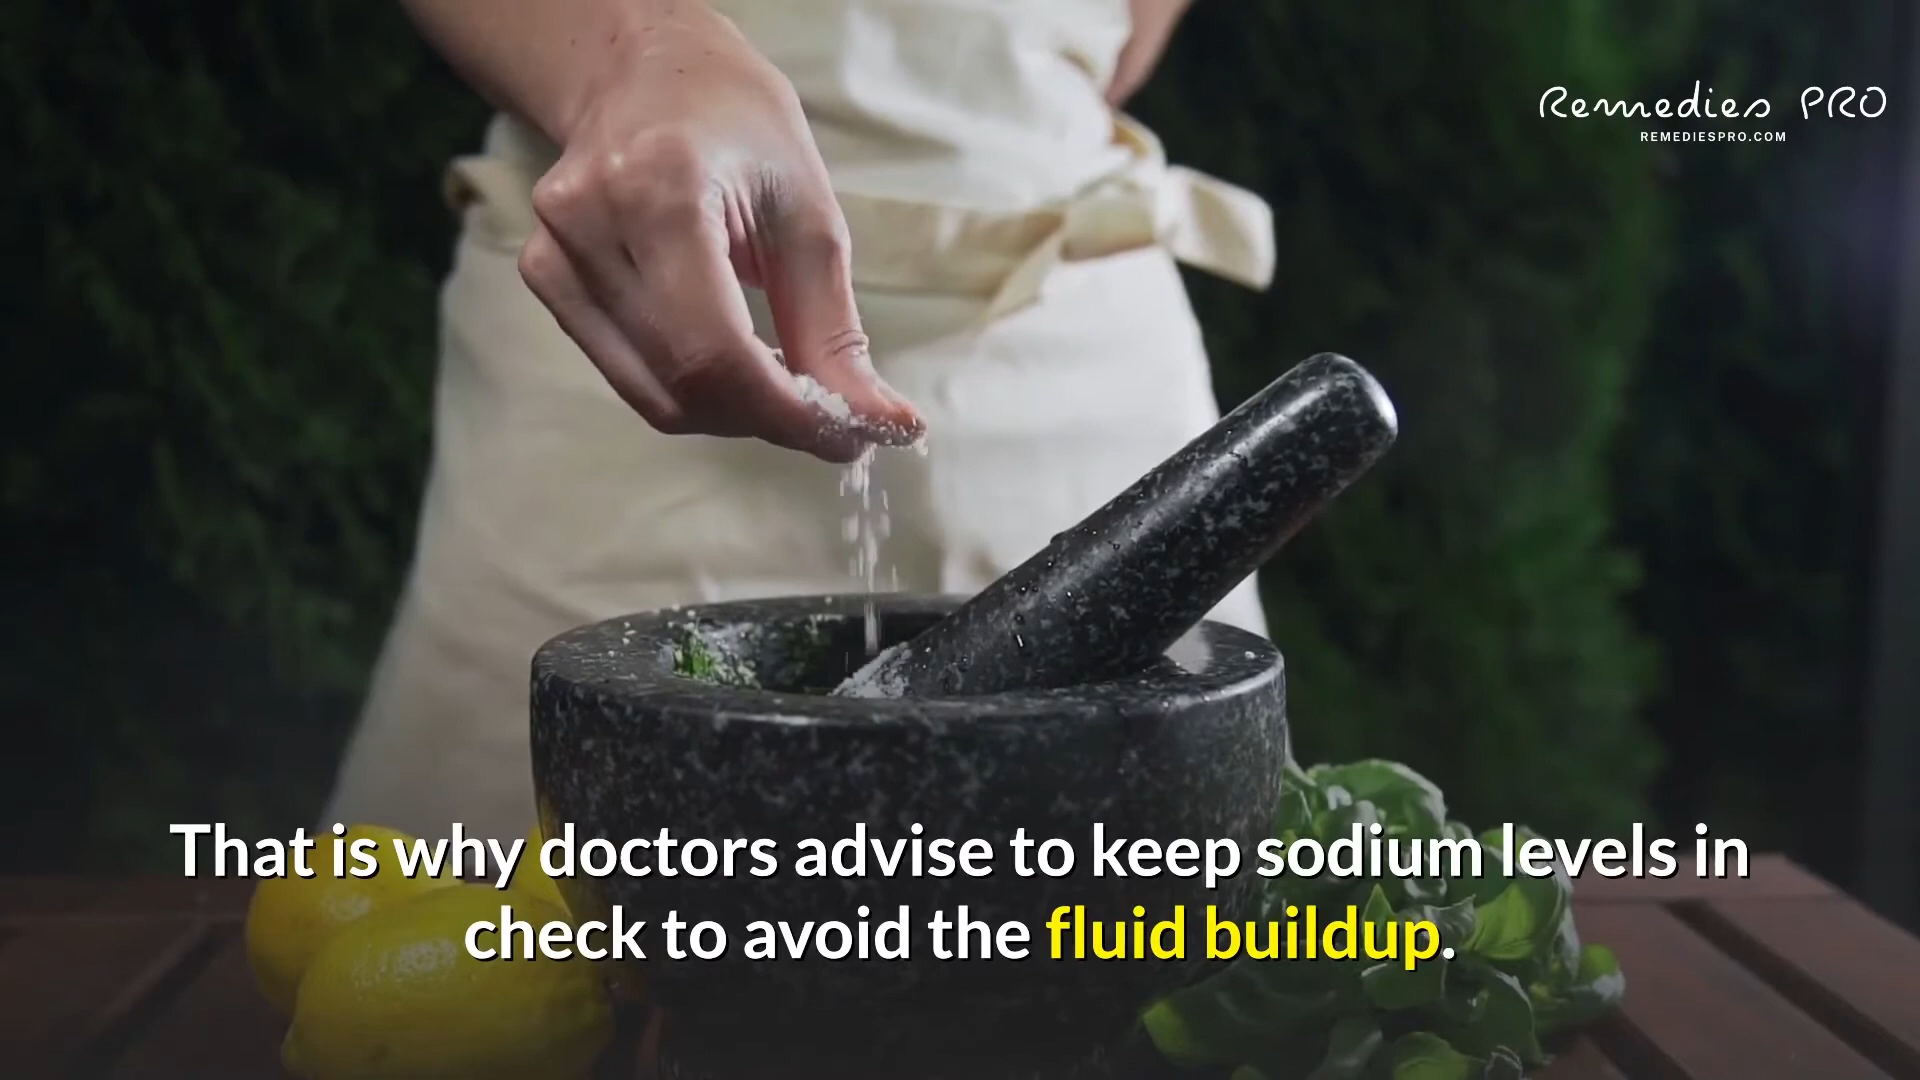 Remedies PRO
REMEDIESPRO.COM
That is why doctors advise to keep sodium levels in
check to avoid the fluid buildup.